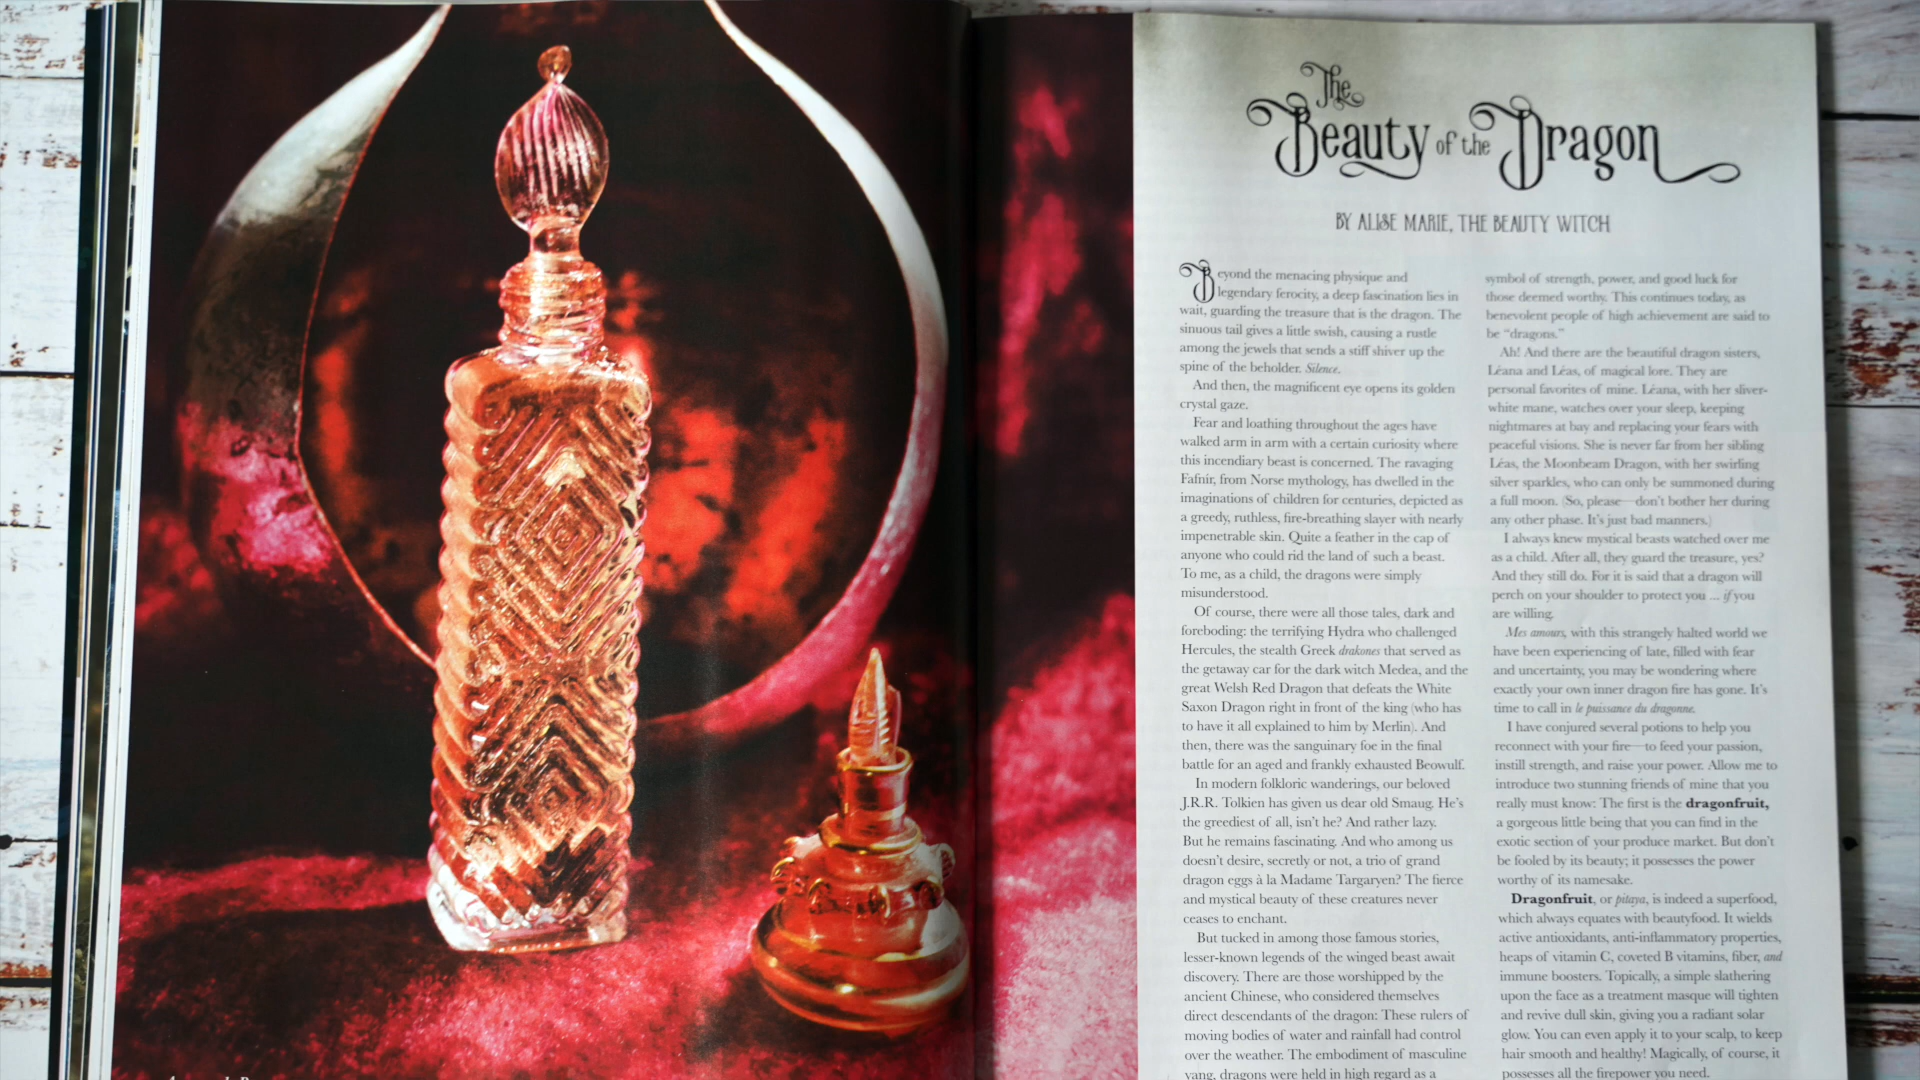 The
Beauty of the Dragon
BY ALISE MARIE, THE BEAUTY WITCH
Beyond the menacing physique and
legendary ferocity, a deep fascination lies in
wait, guarding the treasure that is the dragon. The
sinuous tail gives a little swish, causing a rustle
among the jewels that sends a stiff shiver up the
spine of the beholder. Silence.
And then, the magnificent eye opens its golden
crystal gaze.
Fear and loathing throughout the ages have
walked arm in arm with a certain curiosity where
this incendiary beast is concerned. The ravaging
Fafnir, from Norse mythology, has dwelled in the
imaginations of children for centuries, depicted as
a greedy, ruthless, fire-breathing slayer with nearly
impenetrable skin. Quite a feather in the cap of
anyone who could rid the land of such a beast.
To me, as a child, the dragons were simply
misunderstood.
Of course, there were all those tales, dark and
foreboding: the terrifying Hydra who challenged
Hercules, the stealth Greek drakones that served as
the getaway car for the dark witch Medea, and the
great Welsh Red Dragon that defeats the White
Saxon Dragon right in front of the king (who has
to have it all explained to him by Merlin). And
then, there was the sanguinary foe in the final
battle for an aged and frankly exhausted Beowulf.
In modern folkloric wanderings, our beloved
J.R.R. Tolkien has given us dear old Smaug. He's
the greediest of all, isn't he? And rather lazy.
But he remains fascinating. And who among us
doesn't desire, secretly or not, a trio of grand
dragon eggs à la Madame Targaryen? The fierce
and mystical beauty of these creatures never
ceases to enchant.
But tucked in among those famous stories,
lesser-known legends of the winged beast await
discovery. There are those worshipped by the
ancient Chinese, who considered themselves
direct descendants of the dragon: These rulers of
moving bodies of water and rainfall had control
over the weather. The embodiment of masculine
yang, dragons were held in high regard as a
symbol of strength, power, and good luck for
those deemed worthy. This continues today, as
benevolent people of high achievement are said to
be "dragons."
Ah! And there are the beautiful dragon sisters,
Léana and Léas, of magical lore. They are
personal favorites of mine. Léana, with her sliver-
white mane, watches over your sleep, keeping
nightmares at bay and replacing your fears with
peaceful visions. She is never far from her sibling
Léas, the Moonbeam Dragon, with her swirling
silver sparkles, who can only be summoned during
a full moon. (So, please—don't bother her during
any other phase. It's just bad manners.)
I always knew mystical beasts watched over me
as a child. After all, they guard the treasure, yes?
And they still do. For it is said that a dragon will
perch on your shoulder to protect you ... if you
are willing.
Mes amours, with this strangely halted world we
have been experiencing of late, filled with fear
and uncertainty, you may be wondering where
exactly your own inner dragon fire has gone. It's
time to call in le puissance du dragonne.
I have conjured several potions to help you
reconnect with your fire—to feed your passion,
instill strength, and raise your power. Allow me to
introduce two stunning friends of mine that you
really must know: The first is the dragonfruit,
a gorgeous little being that you can find in the
exotic section of your produce market. But don't
be fooled by its beauty; it possesses the power
worthy of its namesake.
Dragonfruit, or pitaya, is indeed a superfood,
which always equates with beautyfood. It wields
active antioxidants, anti-inflammatory properties,
heaps of vitamin C, coveted B vitamins, fiber, and
immune boosters. Topically, a simple slathering
upon the face as a treatment masque will tighten
and revive dull skin, giving you a radiant solar
glow. You can even apply it to your scalp, to keep
hair smooth and healthy! Magically, of course, it
possesses all the firepower you need.